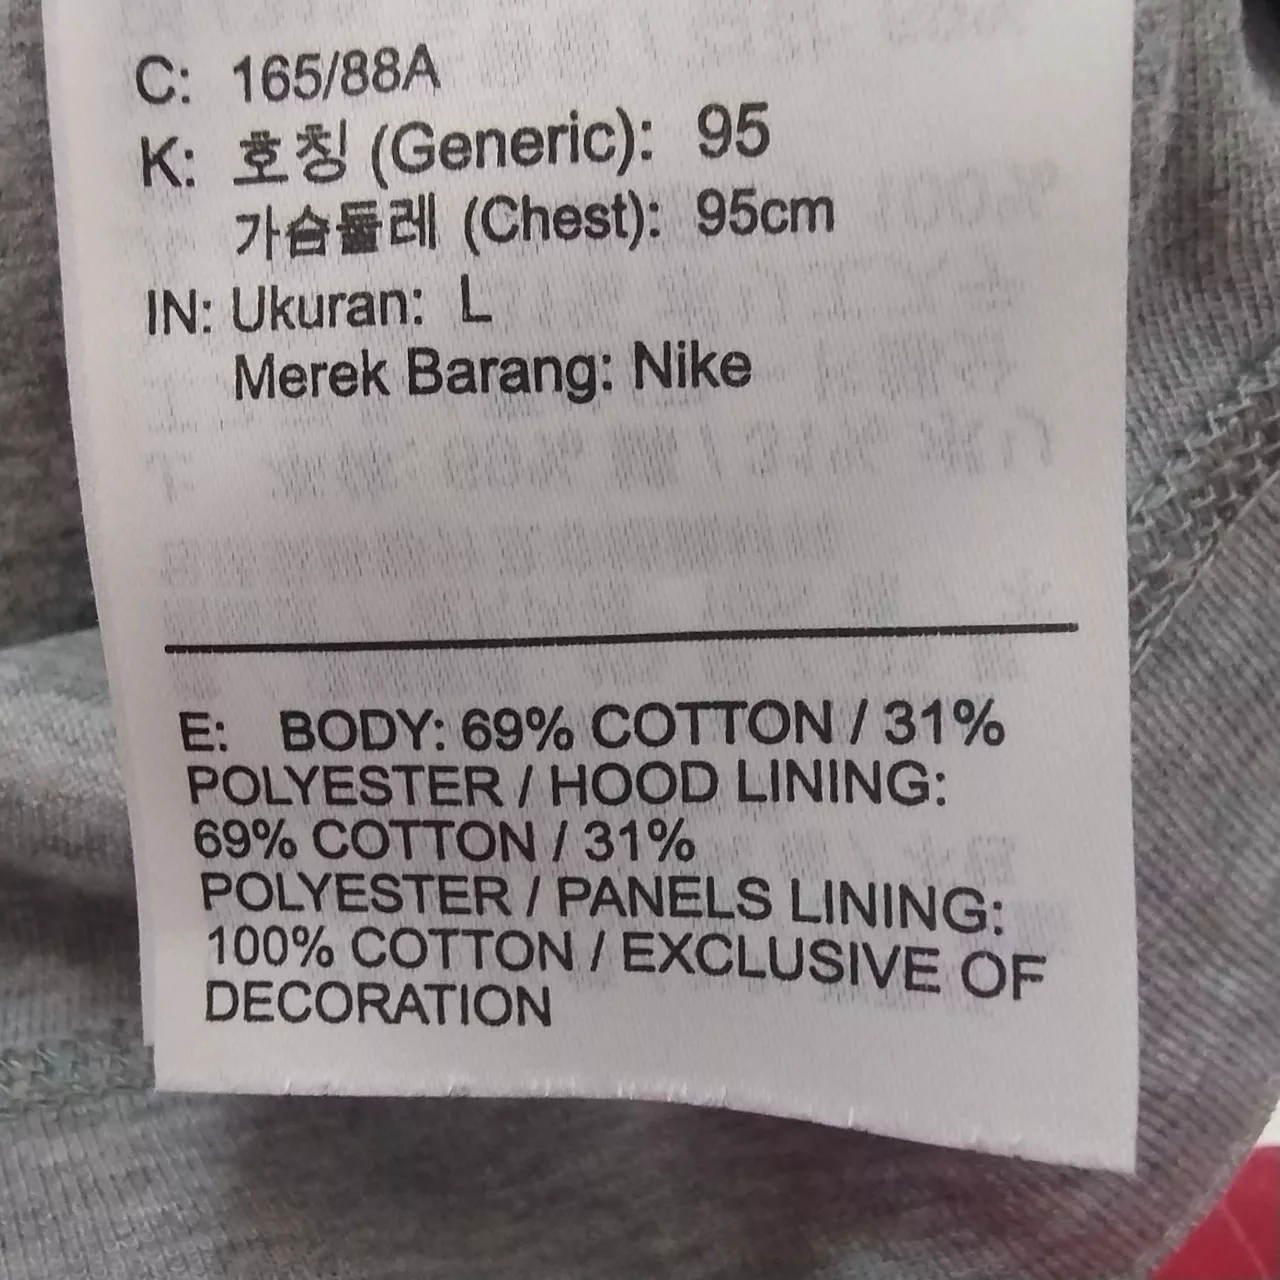 C: 165/88A
K: 호칭 (Generic): 95
가슴둘레 (Chest): 95cm
IN: Ukuran: L
Merek Barang: Nike
E: BODY: 69% COTTON / 31%
POLYESTER / HOOD LINING:
69% COTTON / 31%
POLYESTER / PANELS LINING:
100% COTTON / EXCLUSIVE OF
DECORATION